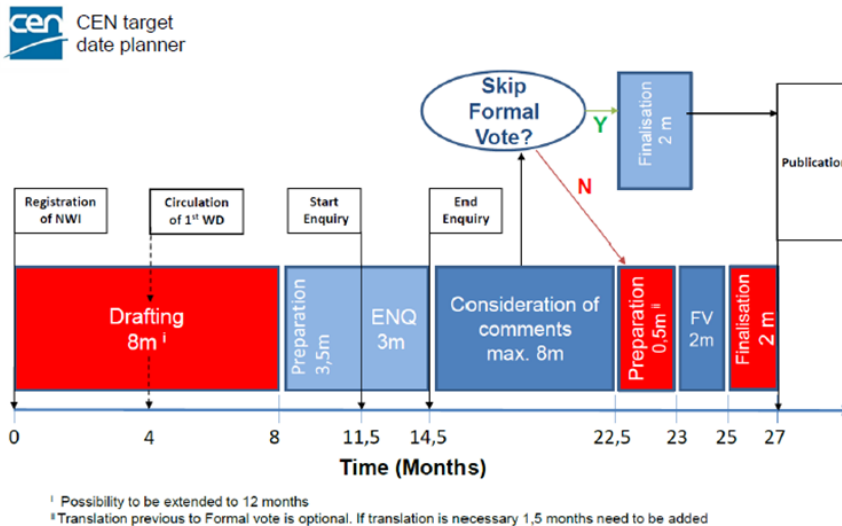 cen
CEN target
date planner
Skip
Formal
Vote?
Y
N
Finalisation
2 m
Publication
Registration
of NWI
Circulation
of 1st WD
Start
Enquiry
End
Enquiry
Drafting
8m i
Preparation
3,5m
ENQ
3m
Consideration of
comments
max. 8m
Preparation
0,5m ii
FV
2m
Finalisation
2 m
0 4 8 11,5 14,5 22,5 23 25 27
Time (Months)
i Possibility to be extended to 12 months
ii Translation previous to Formal vote is optional. If translation is necessary 1,5 months need to be added